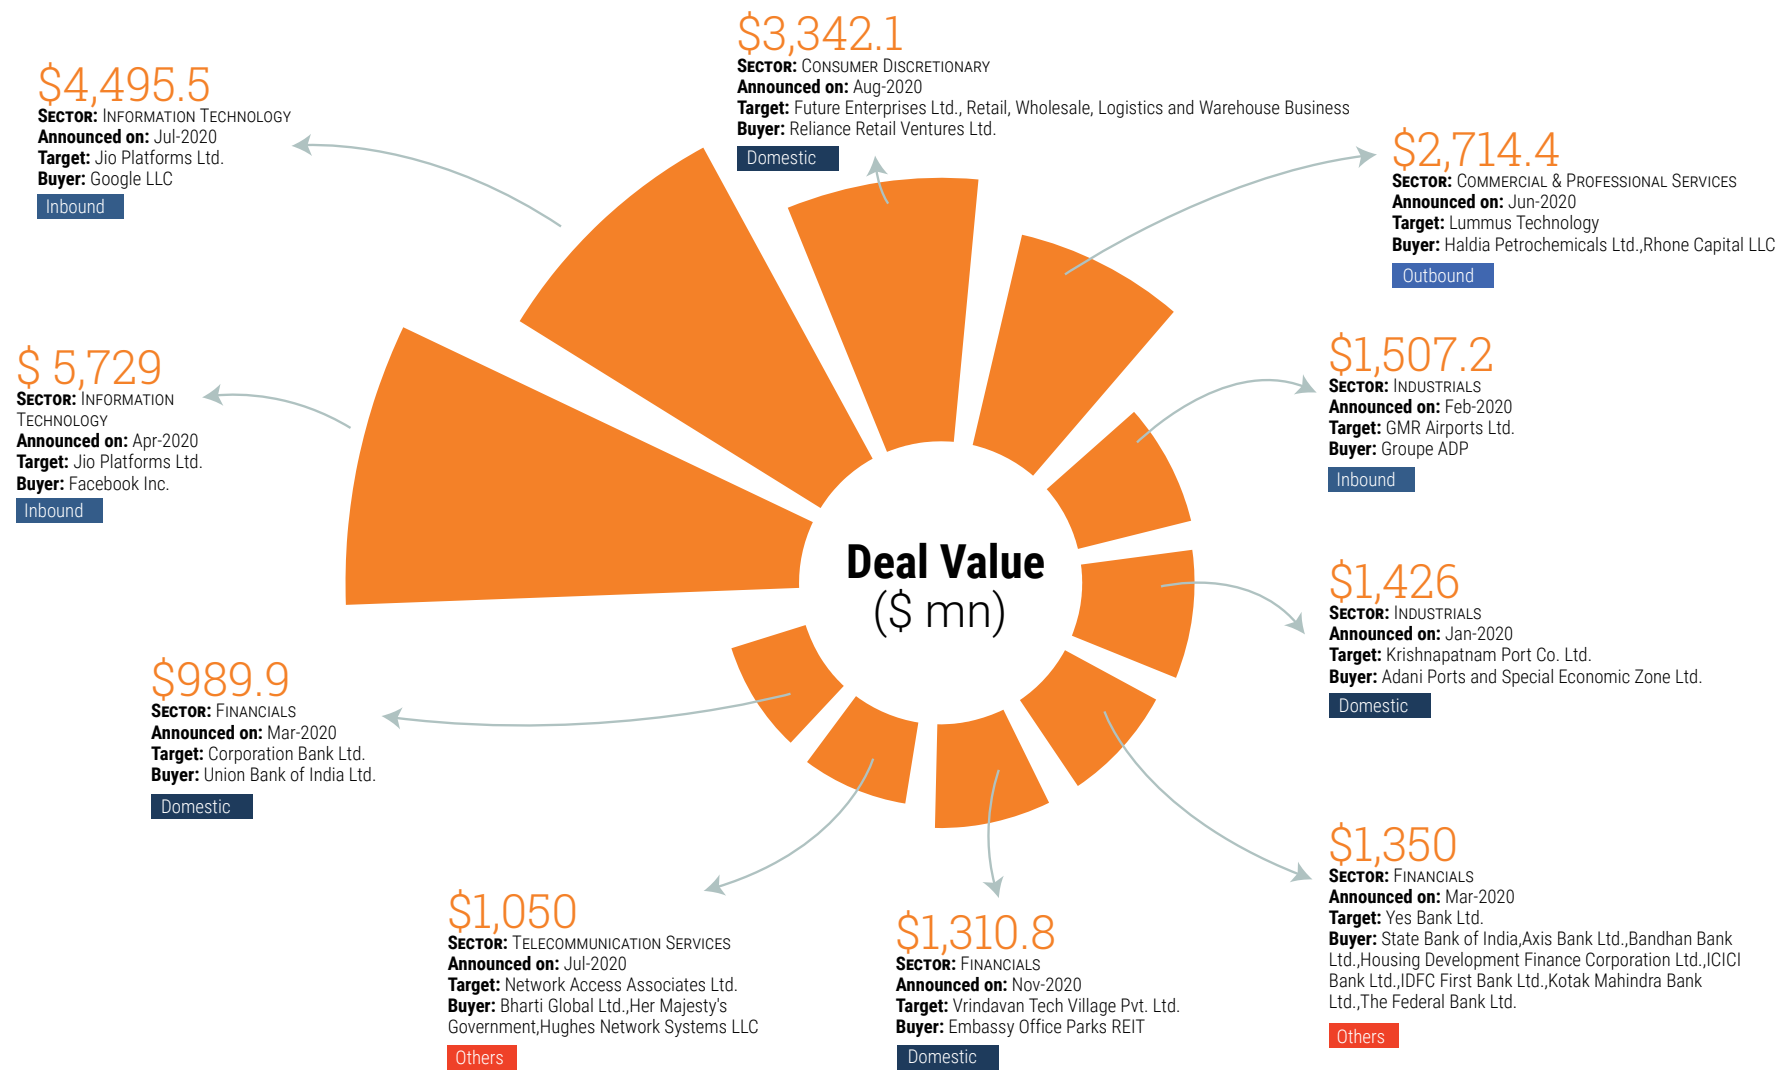 $3,342.1
SECTOR: CONSUMER DISCRETIONARY
Announced on: Aug-2020
Target: Future Enterprises Ltd., Retail, Wholesale, Logistics and Warehouse Business
Buyer: Reliance Retail Ventures Ltd.
Domestic
$4,495.5
SECTOR: INFORMATION TECHNOLOGY
Announced on: Jul-2020
Target: Jio Platforms Ltd.
Buyer: Google LLC
Inbound
$2,714.4
SECTOR: COMMERCIAL & PROFESSIONAL SERVICES
Announced on: Jun-2020
Target: Lummus Technology
Buyer: Haldia Petrochemicals Ltd.,Rhone Capital LLC
Outbound
$ 5,729
SECTOR: INFORMATION
TECHNOLOGY
Announced on: Apr-2020
Target: Jio Platforms Ltd.
Buyer: Facebook Inc.
Inbound
$1,507.2
SECTOR: INDUSTRIALS
Announced on: Feb-2020
Target: GMR Airports Ltd.
Buyer: Groupe ADP
Inbound
Deal Value
($ mn)
$1,426
SECTOR: INDUSTRIALS
Announced on: Jan-2020
Target: Krishnapatnam Port Co. Ltd.
Buyer: Adani Ports and Special Economic Zone Ltd.
Domestic
$989.9
SECTOR: FINANCIALS
Announced on: Mar-2020
Target: Corporation Bank Ltd.
Buyer: Union Bank of India Ltd.
Domestic
$1,350
SECTOR: FINANCIALS
Announced on: Mar-2020
Target: Yes Bank Ltd.
Buyer: State Bank of India,Axis Bank Ltd.,Bandhan Bank
Ltd.,Housing Development Finance Corporation Ltd.,ICICI
Bank Ltd.,IDFC First Bank Ltd.,Kotak Mahindra Bank
Ltd.,The Federal Bank Ltd.
Others
$1,050
SECTOR: TELECOMMUNICATION SERVICES
Announced on: Jul-2020
Target: Network Access Associates Ltd.
Buyer: Bharti Global Ltd.,Her Majesty's
Government,Hughes Network Systems LLC
Others
$1,310.8
SECTOR: FINANCIALS
Announced on: Nov-2020
Target: Vrindavan Tech Village Pvt. Ltd.
Buyer: Embassy Office Parks REIT
Domestic